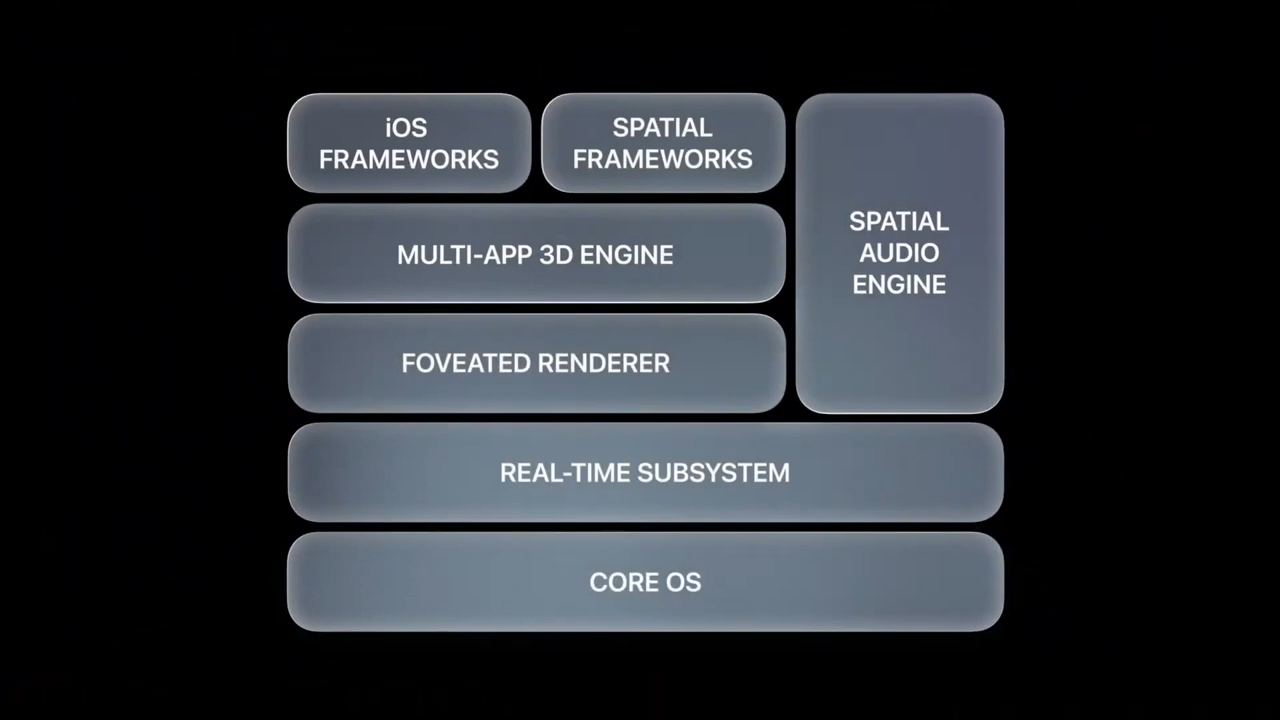 iOS
FRAMEWORKS
SPATIAL
FRAMEWORKS
SPATIAL
AUDIO
ENGINE
MULTI-APP 3D ENGINE
FOVEATED RENDERER
REAL-TIME SUBSYSTEM
CORE OS